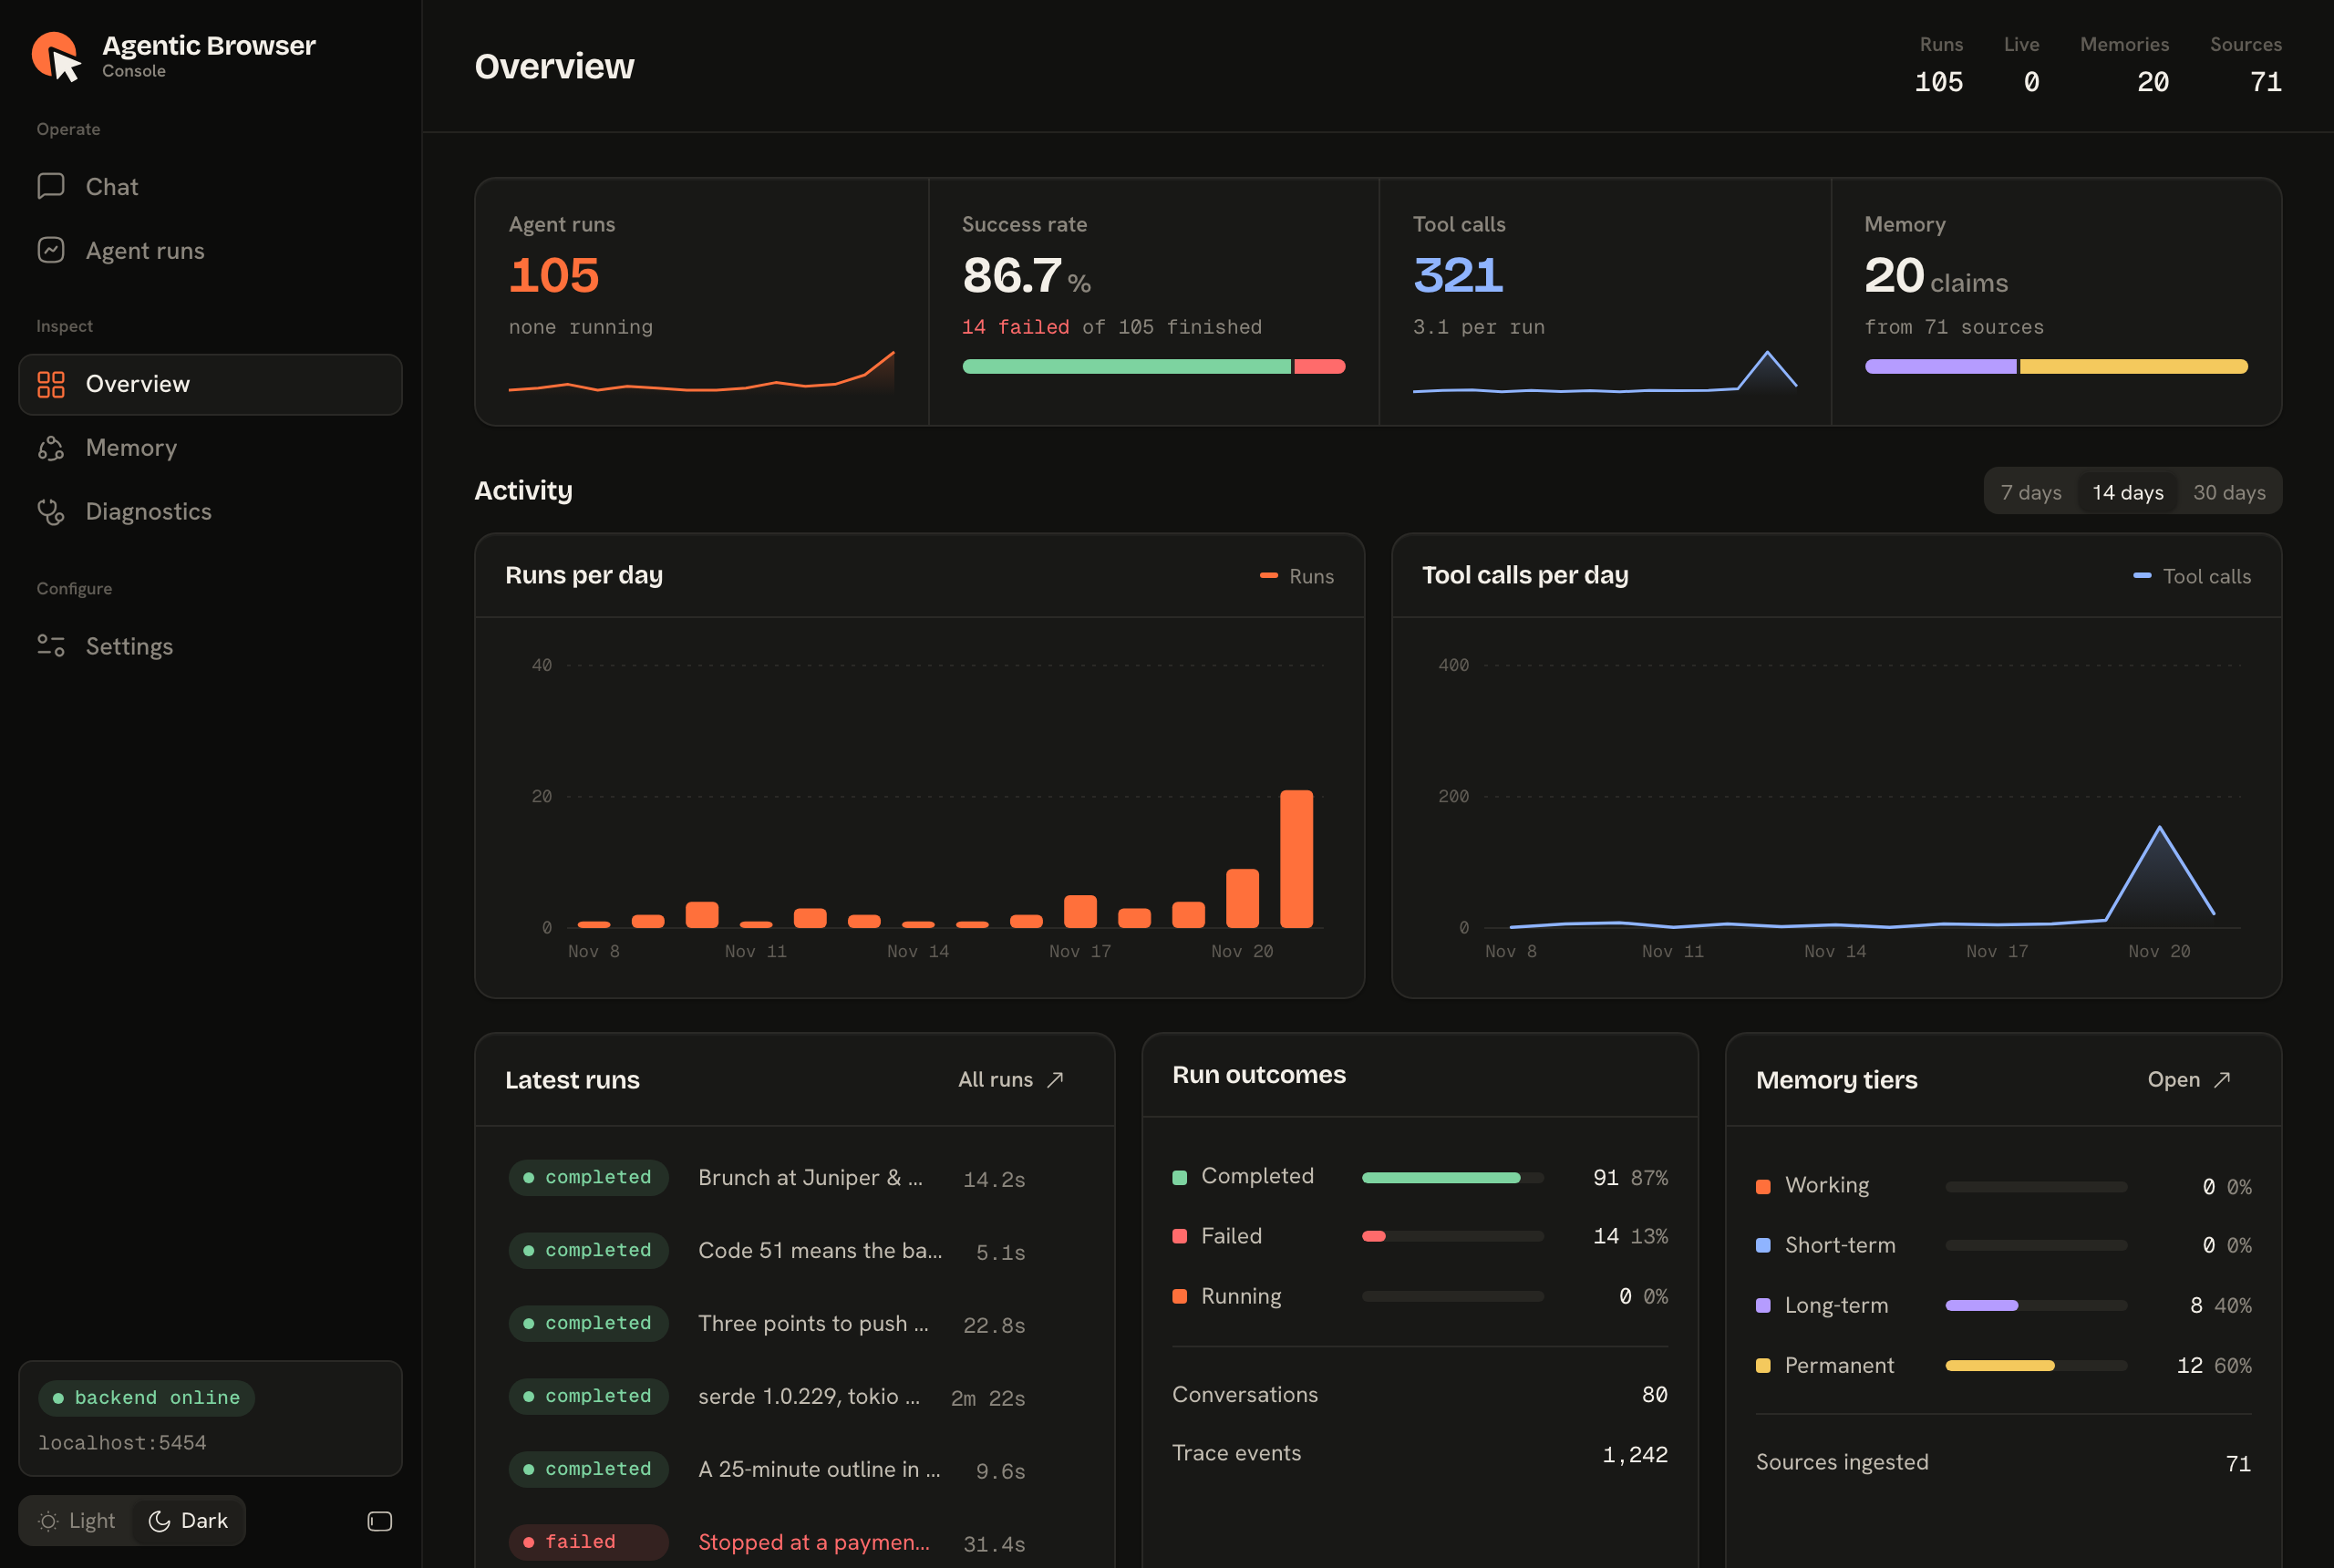 Agentic Browser
Console
Operate
Chat
Agent runs
Inspect
Overview
Memory
Diagnostics
Configure
Settings
backend online
localhost:5454
Light Dark
Overview
Runs Live Memories Sources
105 0 20 71
Agent runs
105
none running
Success rate
86.7 %
14 failed of 105 finished
Tool calls
321
3.1 per run
Memory
20 claims
from 71 sources
Activity
7 days 14 days 30 days
Runs per day
Runs
40
20
0
Nov 8 Nov 11 Nov 14 Nov 17 Nov 20
Tool calls per day
Tool calls
400
200
0
Nov 8 Nov 11 Nov 14 Nov 17 Nov 20
Latest runs All runs
completed Brunch at Juniper & ... 14.2s
completed Code 51 means the ba... 5.1s
completed Three points to push ... 22.8s
completed serde 1.0.229, tokio ... 2m 22s
completed A 25-minute outline in ... 9.6s
failed Stopped at a paymen... 31.4s
Run outcomes
Completed 91 87%
Failed 14 13%
Running 0 0%
Conversations 80
Trace events 1,242
Memory tiers Open
Working 0 0%
Short-term 0 0%
Long-term 8 40%
Permanent 12 60%
Sources ingested 71